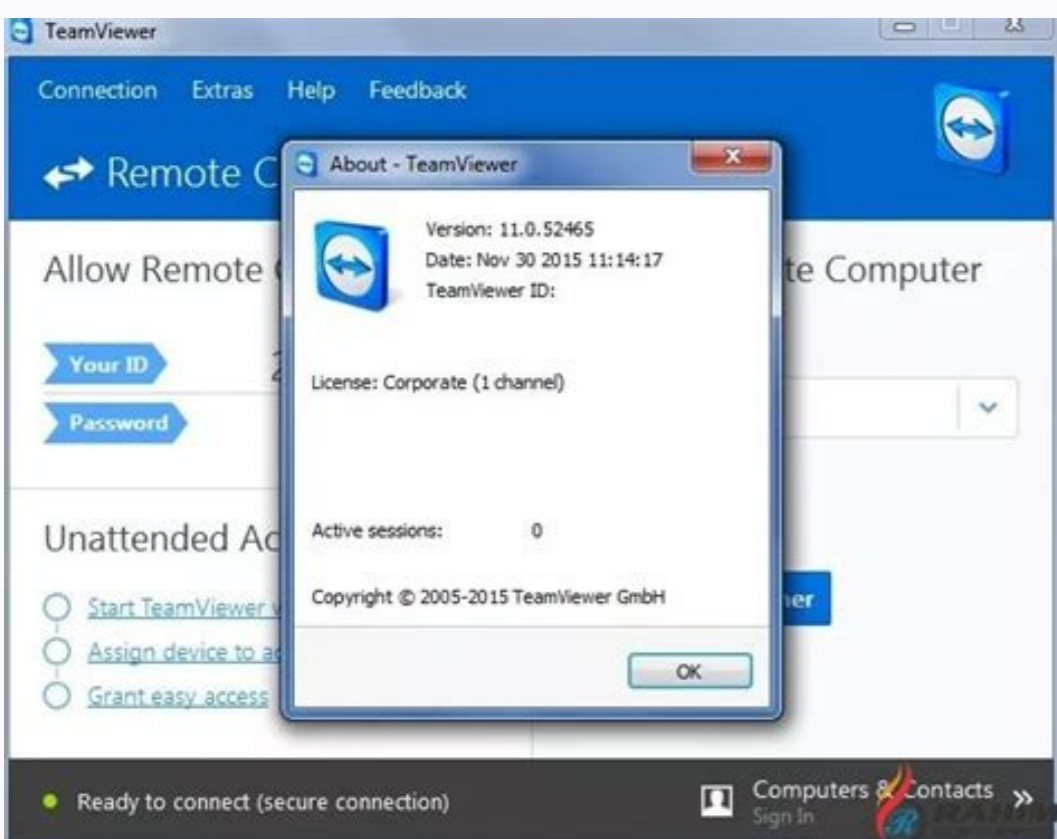 TeamViewer
Connection Extras Help Feedback
Remote C
About - TeamViewer
Version: 11.0.52465
Date: Nov 30 2015 11:14:17
TeamViewer ID:
License: Corporate (1 channel)
Active sessions: 0
Copyright © 2005-2015 TeamViewer GmbH
OK
Allow Remote
te Computer
Your ID 2
Password
Unattended Ac
Start TeamViewer
Assign device to a
Grant easy access
ner
Ready to connect (secure connection)
Computers & Contacts
Sign In